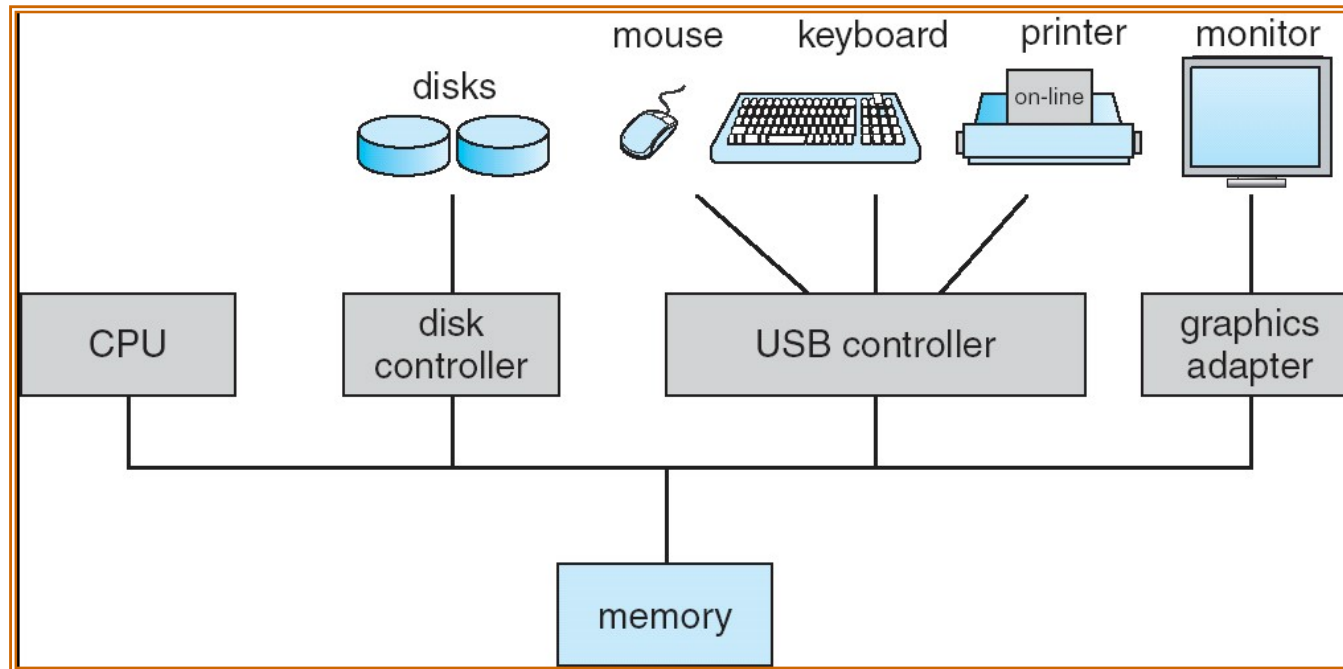 mouse
keyboard
printer
monitor
disks
on-line
CPU
disk
controller
USB controller
graphics
adapter
memory